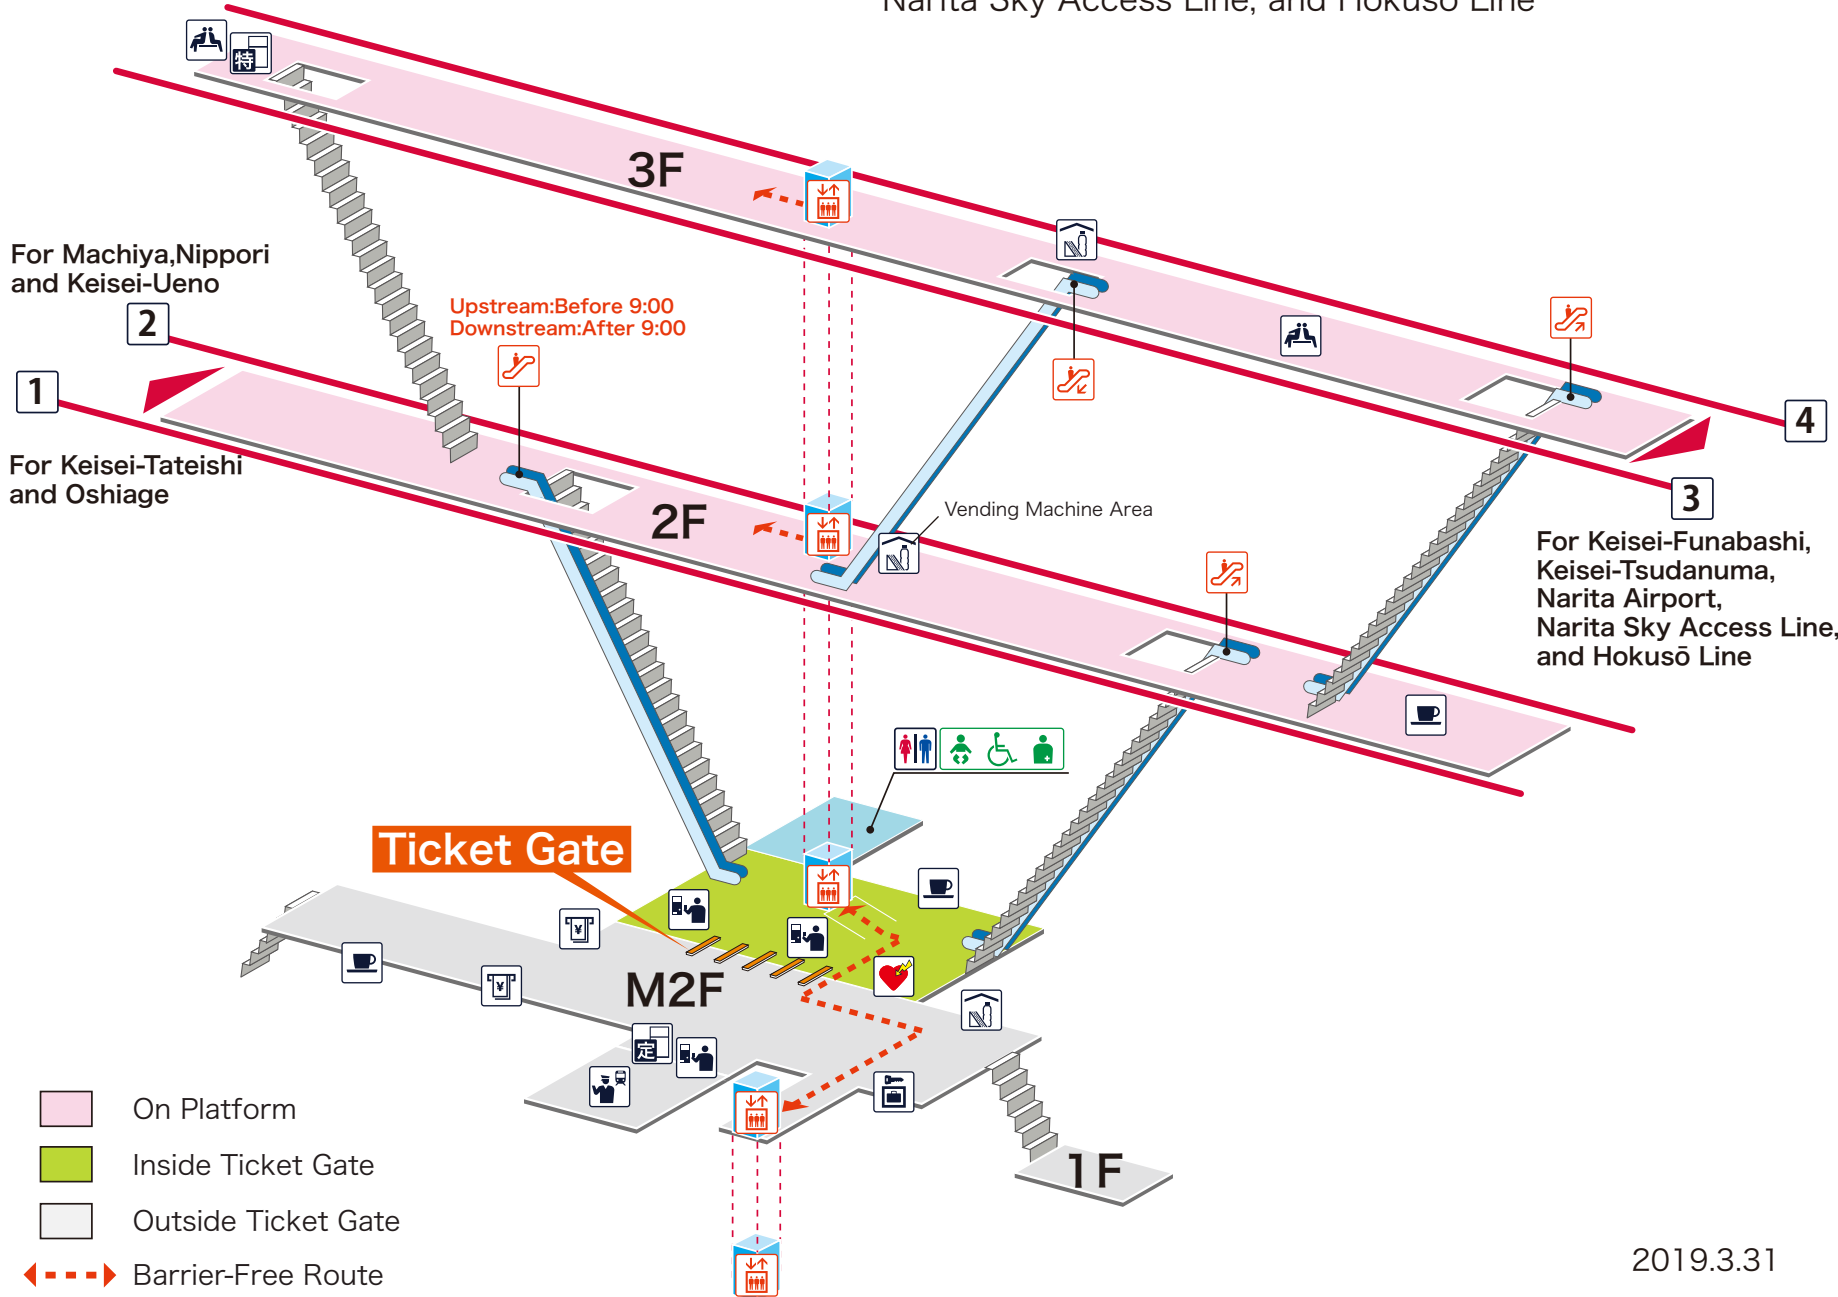 Narita Sky Access Line, and Hokusō Line
特
3F
For Machiya,Nippori
and Keisei-Ueno
2
Upstream:Before 9:00
Downstream:After 9:00
1
4
For Keisei-Tateishi
and Oshiage
3
2F
Vending Machine Area
For Keisei-Funabashi,
Keisei-Tsudanuma,
Narita Airport,
Narita Sky Access Line,
and Hokusō Line
Ticket Gate
¥
¥
M2F
定
On Platform
1F
Inside Ticket Gate
Outside Ticket Gate
Barrier-Free Route
2019.3.31